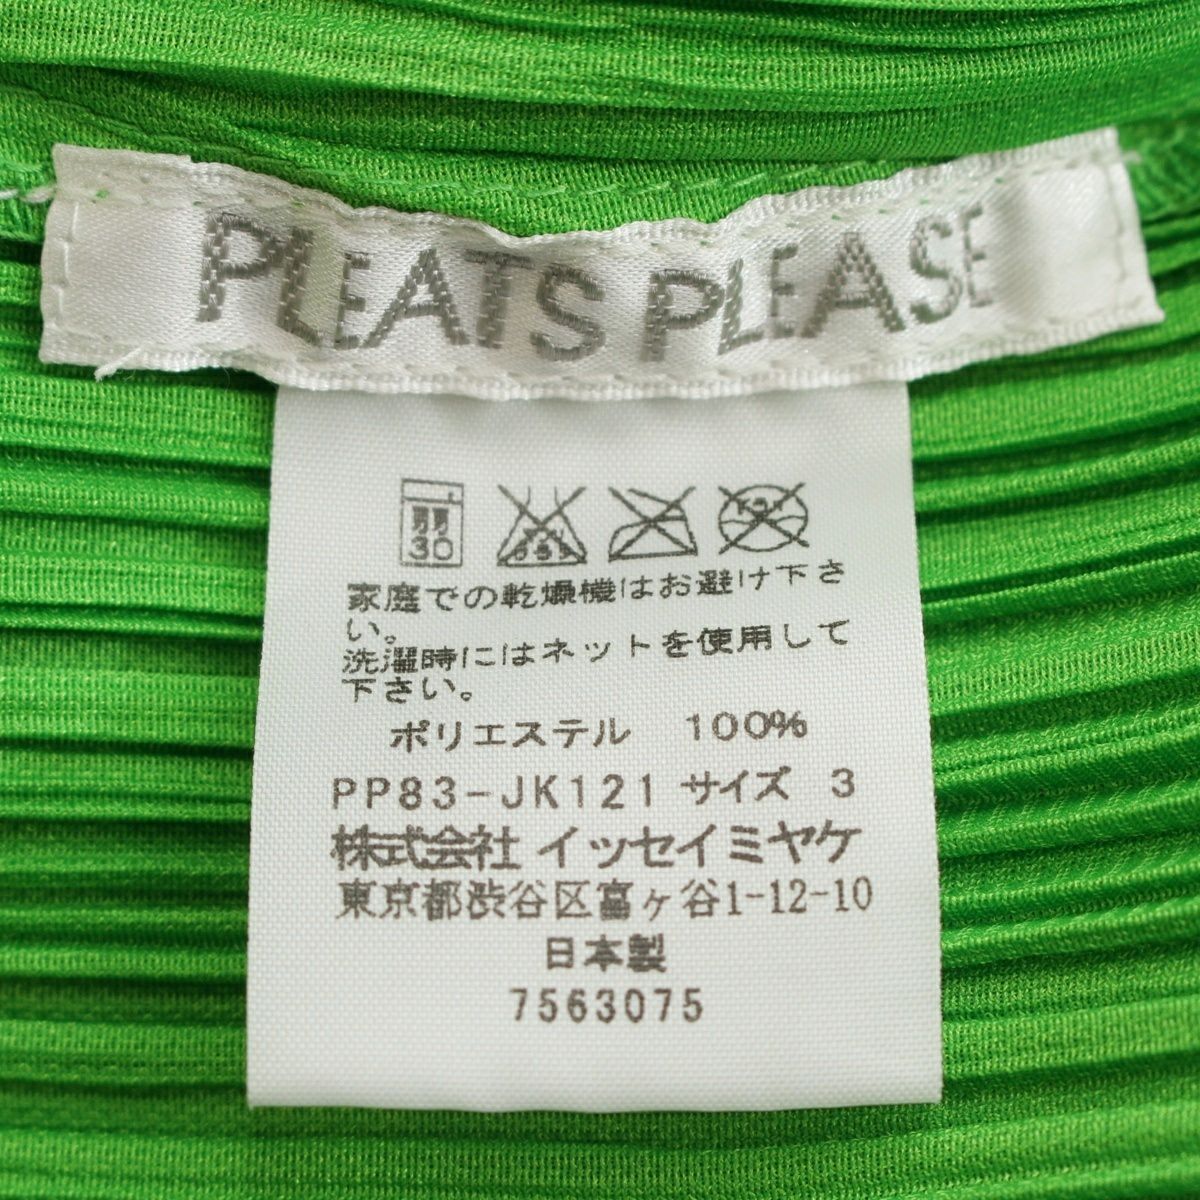 PLEATS PLEASE
弱
30
家庭での乾燥機はお避け下さ
い。
洗濯時にはネットを使用して
下さい。
ポリエステル 100%
PP83-JK121 サイズ 3
株式会社 イッセイミヤケ
東京都渋谷区富ヶ谷1-12-10
日本製
7563075